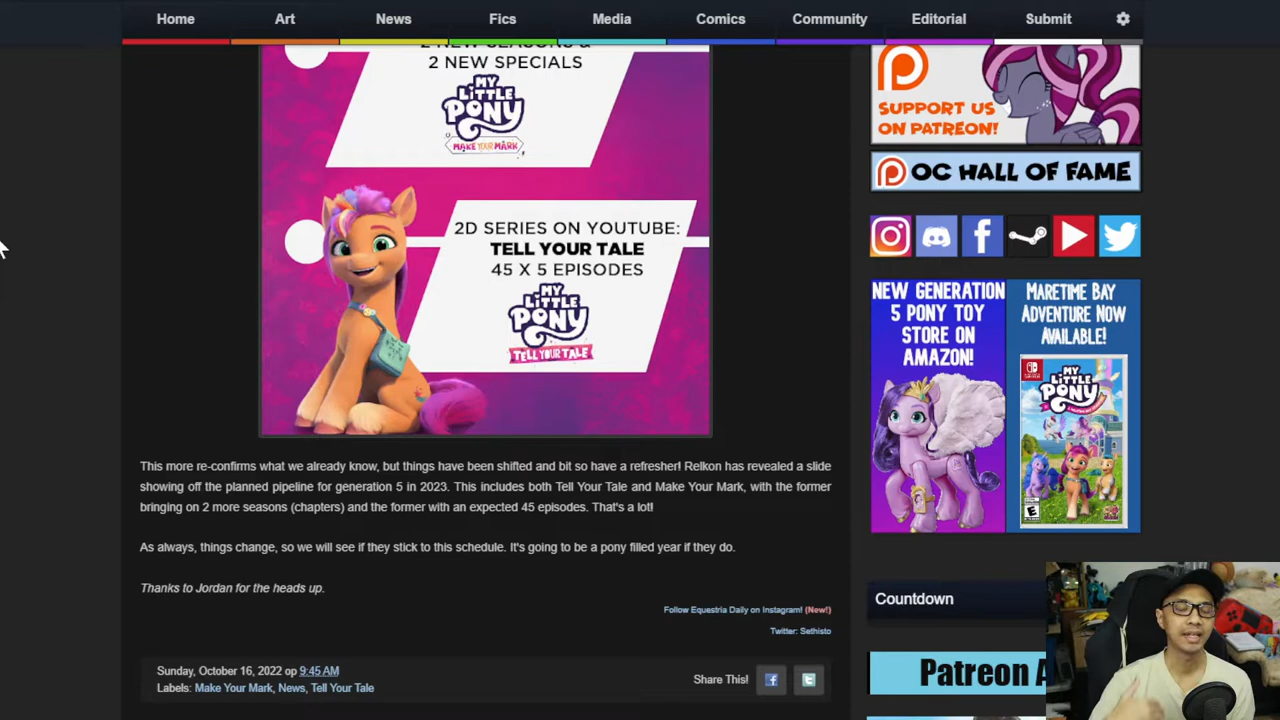 Home Art News Fics Media Comics Community Editorial Submit
2 NEW SEASONS &
2 NEW SPECIALS
MY
LITTLE
PONY
MAKE YOUR MARK
2D SERIES ON YOUTUBE:
TELL YOUR TALE
45 X 5 EPISODES
MY
LITTLE
PONY
TELL YOUR TALE
This more re-confirms what we already know, but things have been shifted and bit so have a refresher! Relkon has revealed a slide
showing off the planned pipeline for generation 5 in 2023. This includes both Tell Your Tale and Make Your Mark, with the former
bringing on 2 more seasons (chapters) and the former with an expected 45 episodes. That's a lot!
As always, things change, so we will see if they stick to this schedule. It's going to be a pony filled year if they do.
Thanks to Jordan for the heads up.
Follow Equestria Daily on Instagram! (New!)
Twitter: Sethisto
Sunday, October 16, 2022 op 9:45 AM
Labels: Make Your Mark, News, Tell Your Tale
Share This!
SUPPORT US
ON PATREON!
OC HALL OF FAME
NEW GENERATION
5 PONY TOY
STORE ON
AMAZON!
MARETIME BAY
ADVENTURE NOW
AVAILABLE!
MY
LITTLE
PONY
Countdown
Patreon A